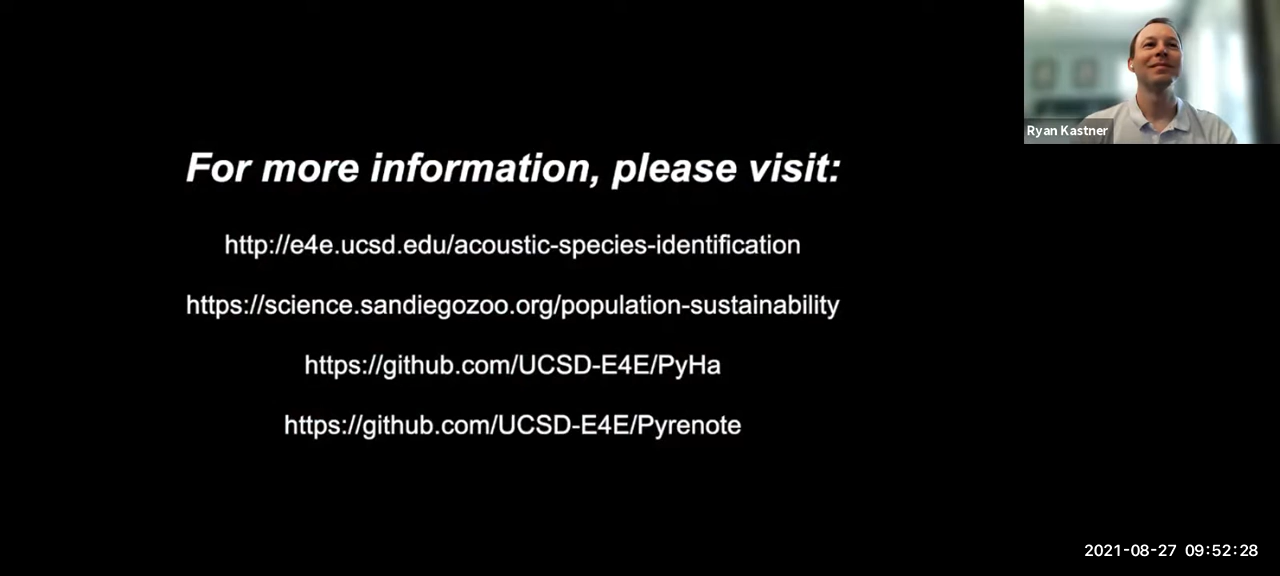 Ryan Kastner
For more information, please visit:
http://e4e.ucsd.edu/acoustic-species-identification
https://science.sandiegozoo.org/population-sustainability
https://github.com/UCSD-E4E/PyHa
https://github.com/UCSD-E4E/Pyrenote
2021-08-27 09:52:28